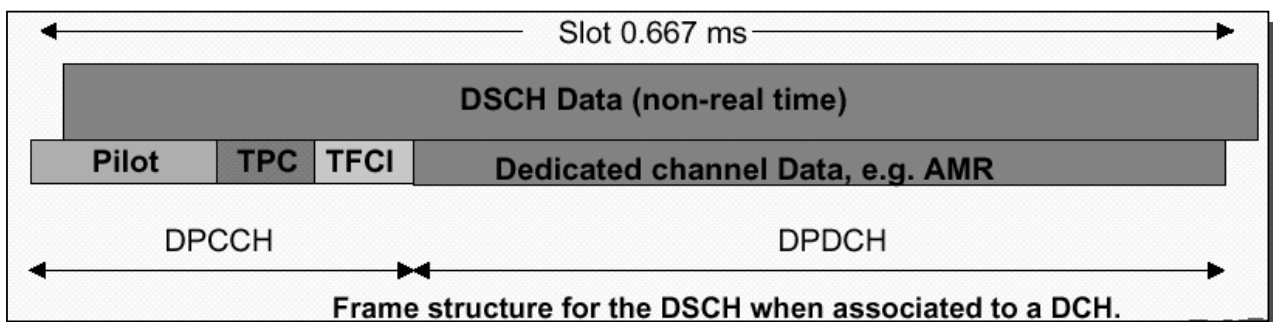 Slot 0.667 ms
DSCH Data (non-real time)
Pilot TPC TFCI Dedicated channel Data, e.g. AMR
DPCCH DPDCH
Frame structure for the DSCH when associated to a DCH.